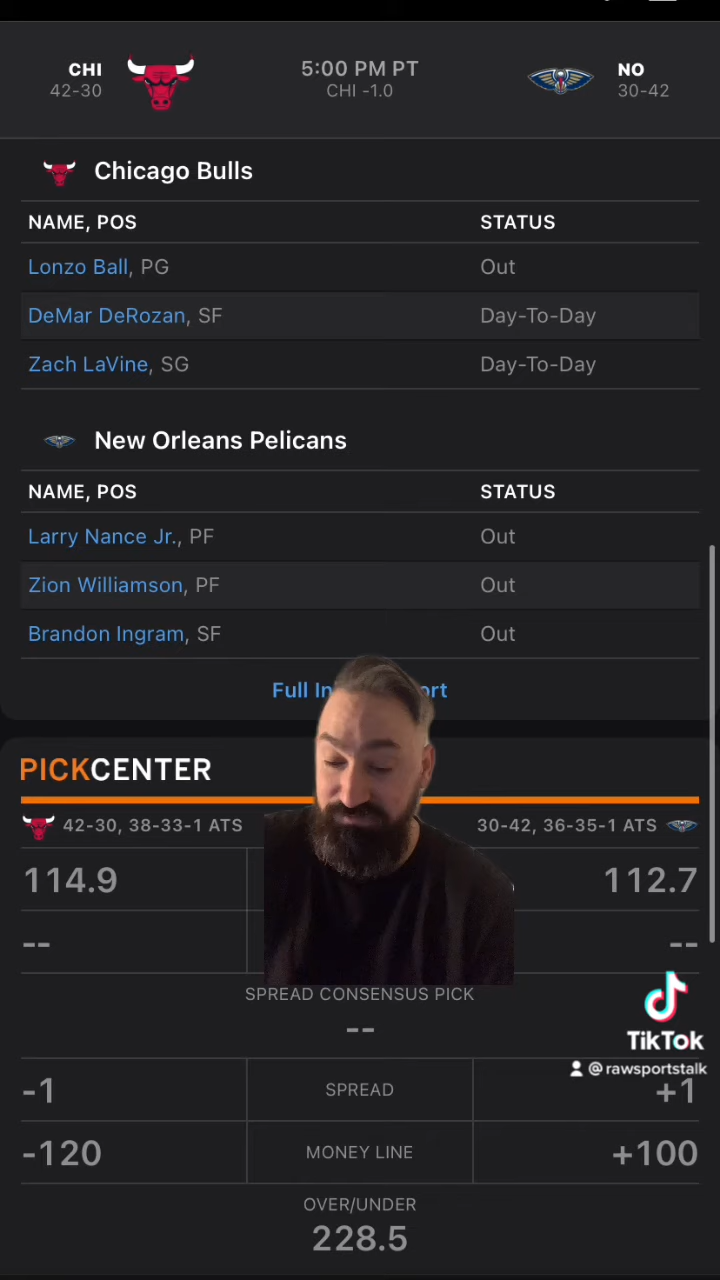 CHI 5:00 PM PT NO
42-30 CHI -1.0 30-42
Chicago Bulls
NAME, POS STATUS
Lonzo Ball, PG Out
DeMar DeRozan, SF Day-To-Day
Zach LaVine, SG Day-To-Day
New Orleans Pelicans
NAME, POS STATUS
Larry Nance Jr., PF Out
Zion Williamson, PF Out
Brandon Ingram, SF Out
Full
PICKCENTER
42-30, 38-33-1 ATS 30-42, 36-35-1 ATS
114.9 112.7
-- --
SPREAD CONSENSUS PICK
--
TikTok
@rawsportstalk
-1 SPREAD +1
-120 MONEY LINE +100
OVER/UNDER
228.5